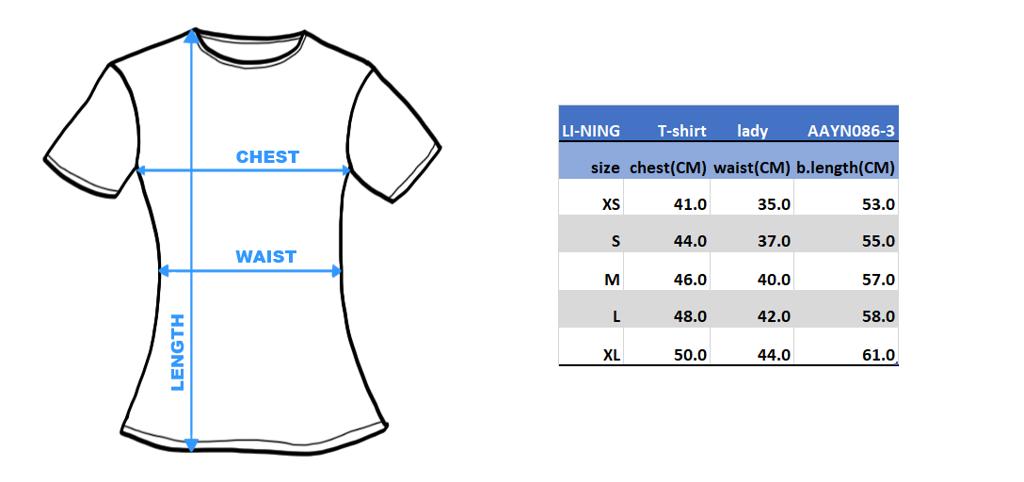 CHEST
WAIST
LENGTH
LI-NING T-shirt lady AAYN086-3
size chest(CM) waist(CM) b.length(CM)
XS 41.0 35.0 53.0
S 44.0 37.0 55.0
M 46.0 40.0 57.0
L 48.0 42.0 58.0
XL 50.0 44.0 61.0